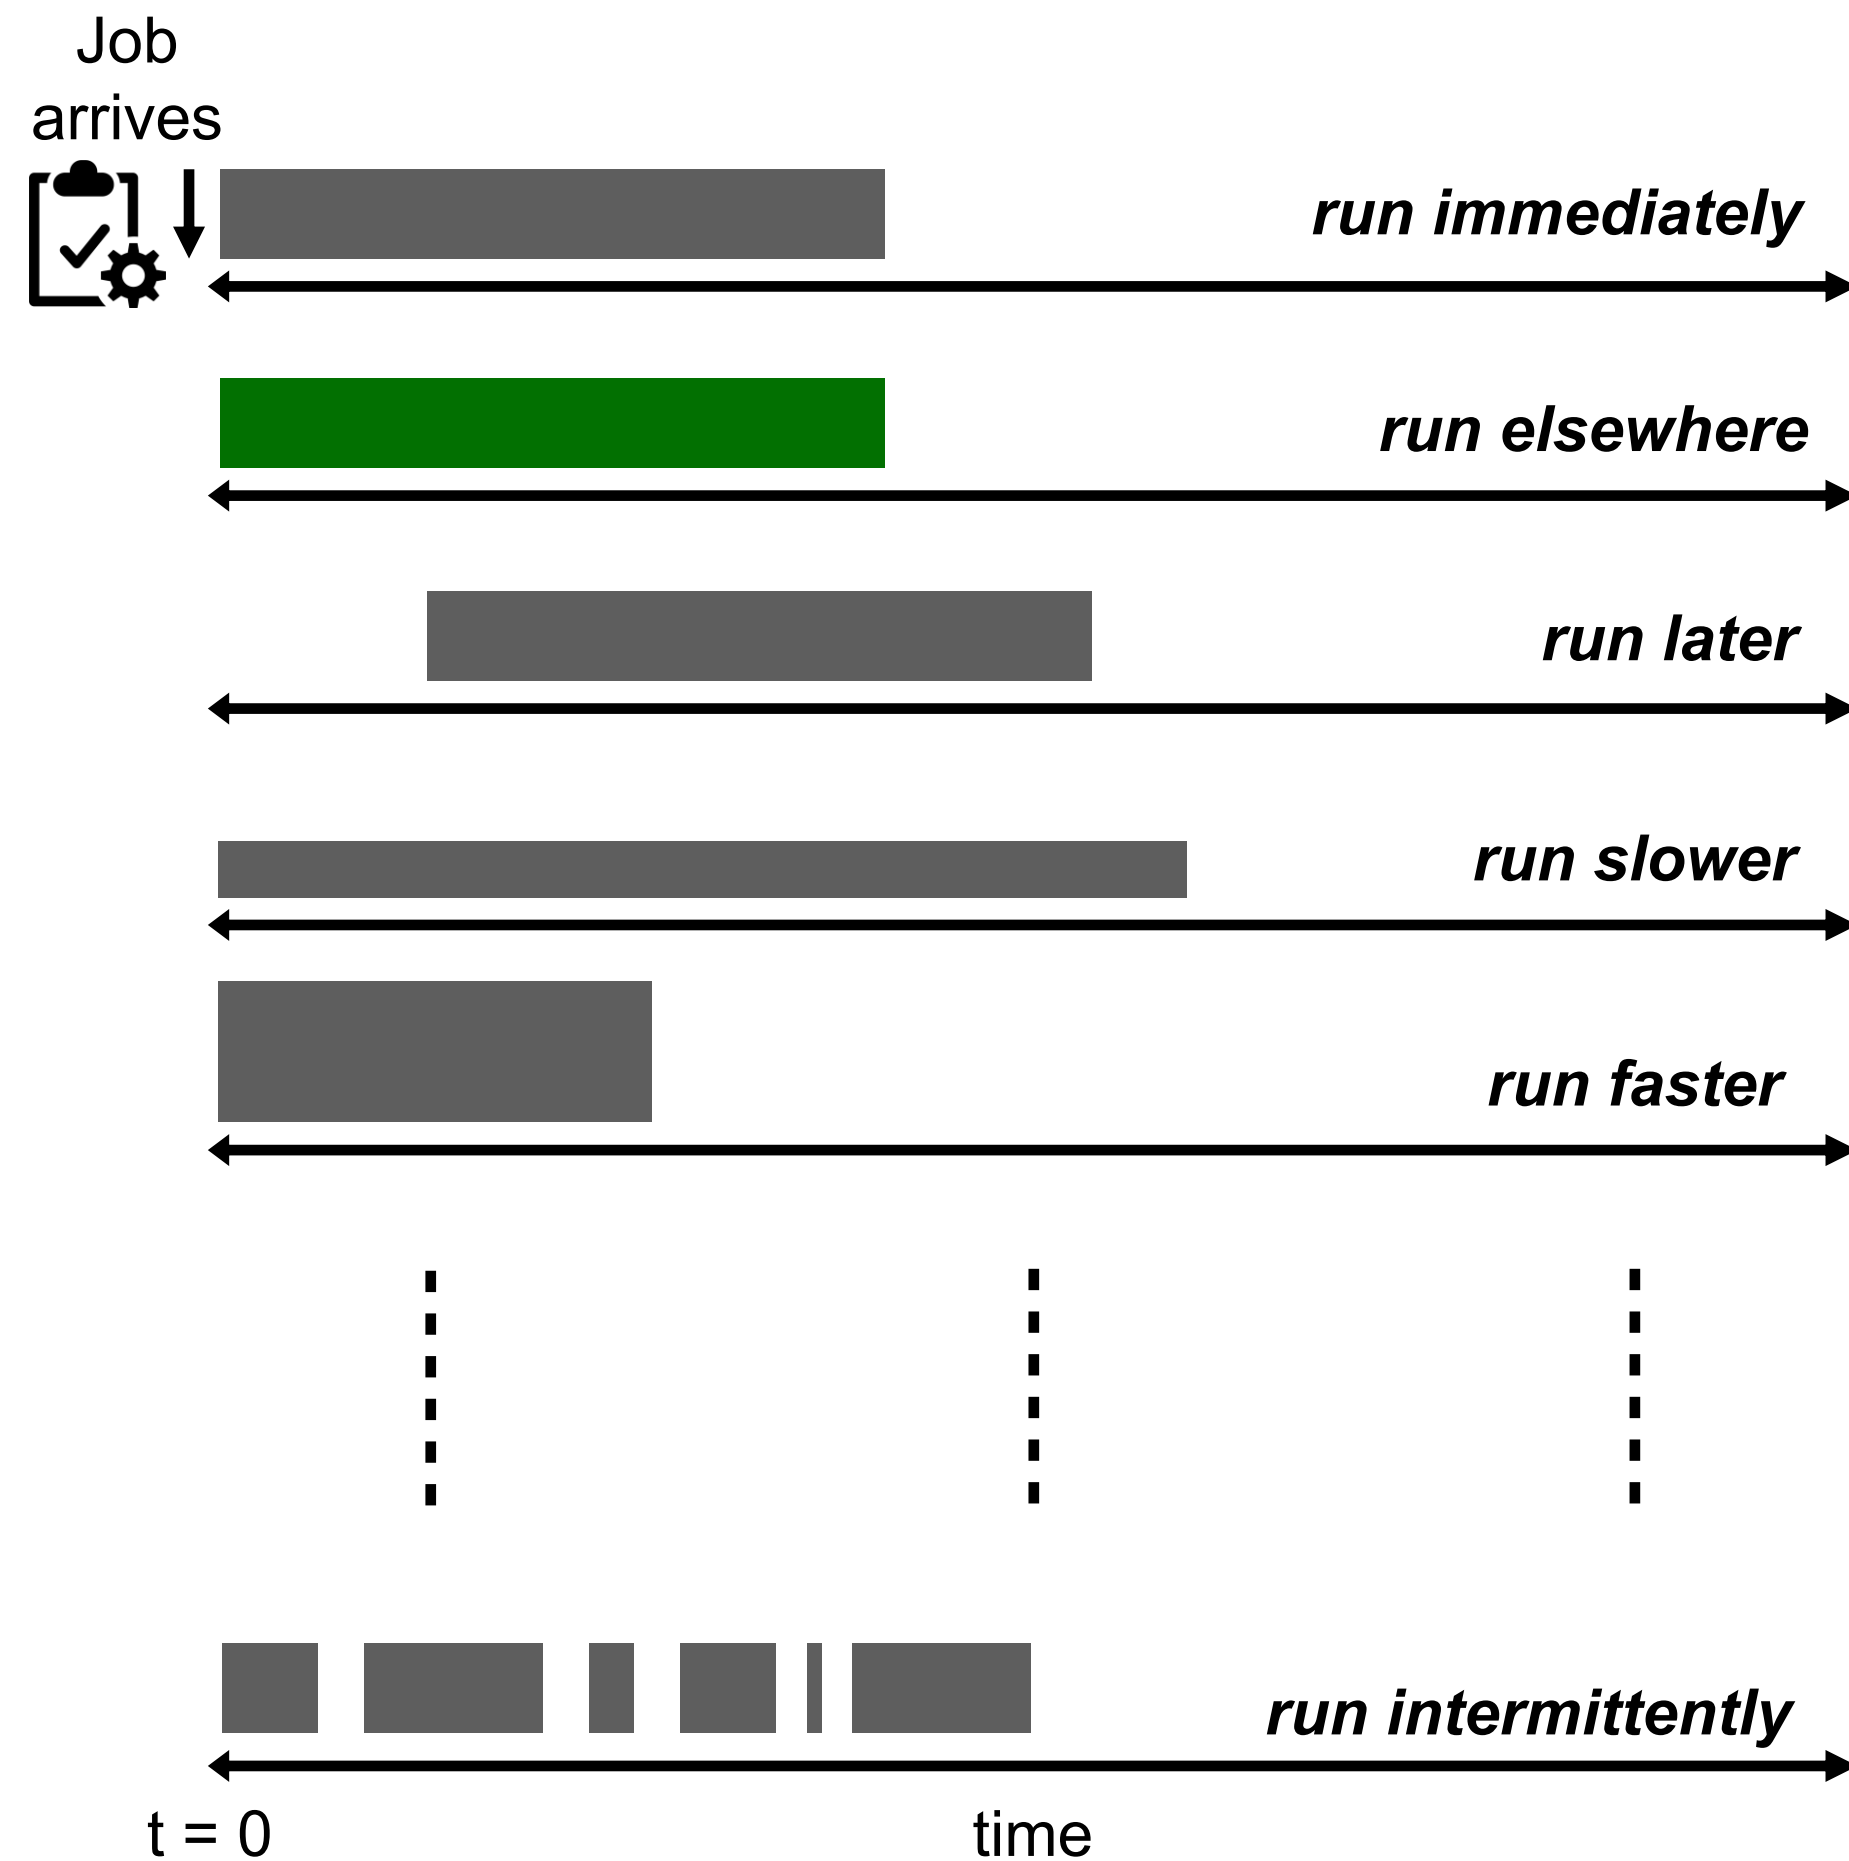 Job
arrives
run immediately
run elsewhere
run later
run slower
run faster
run intermittently
t = 0
time